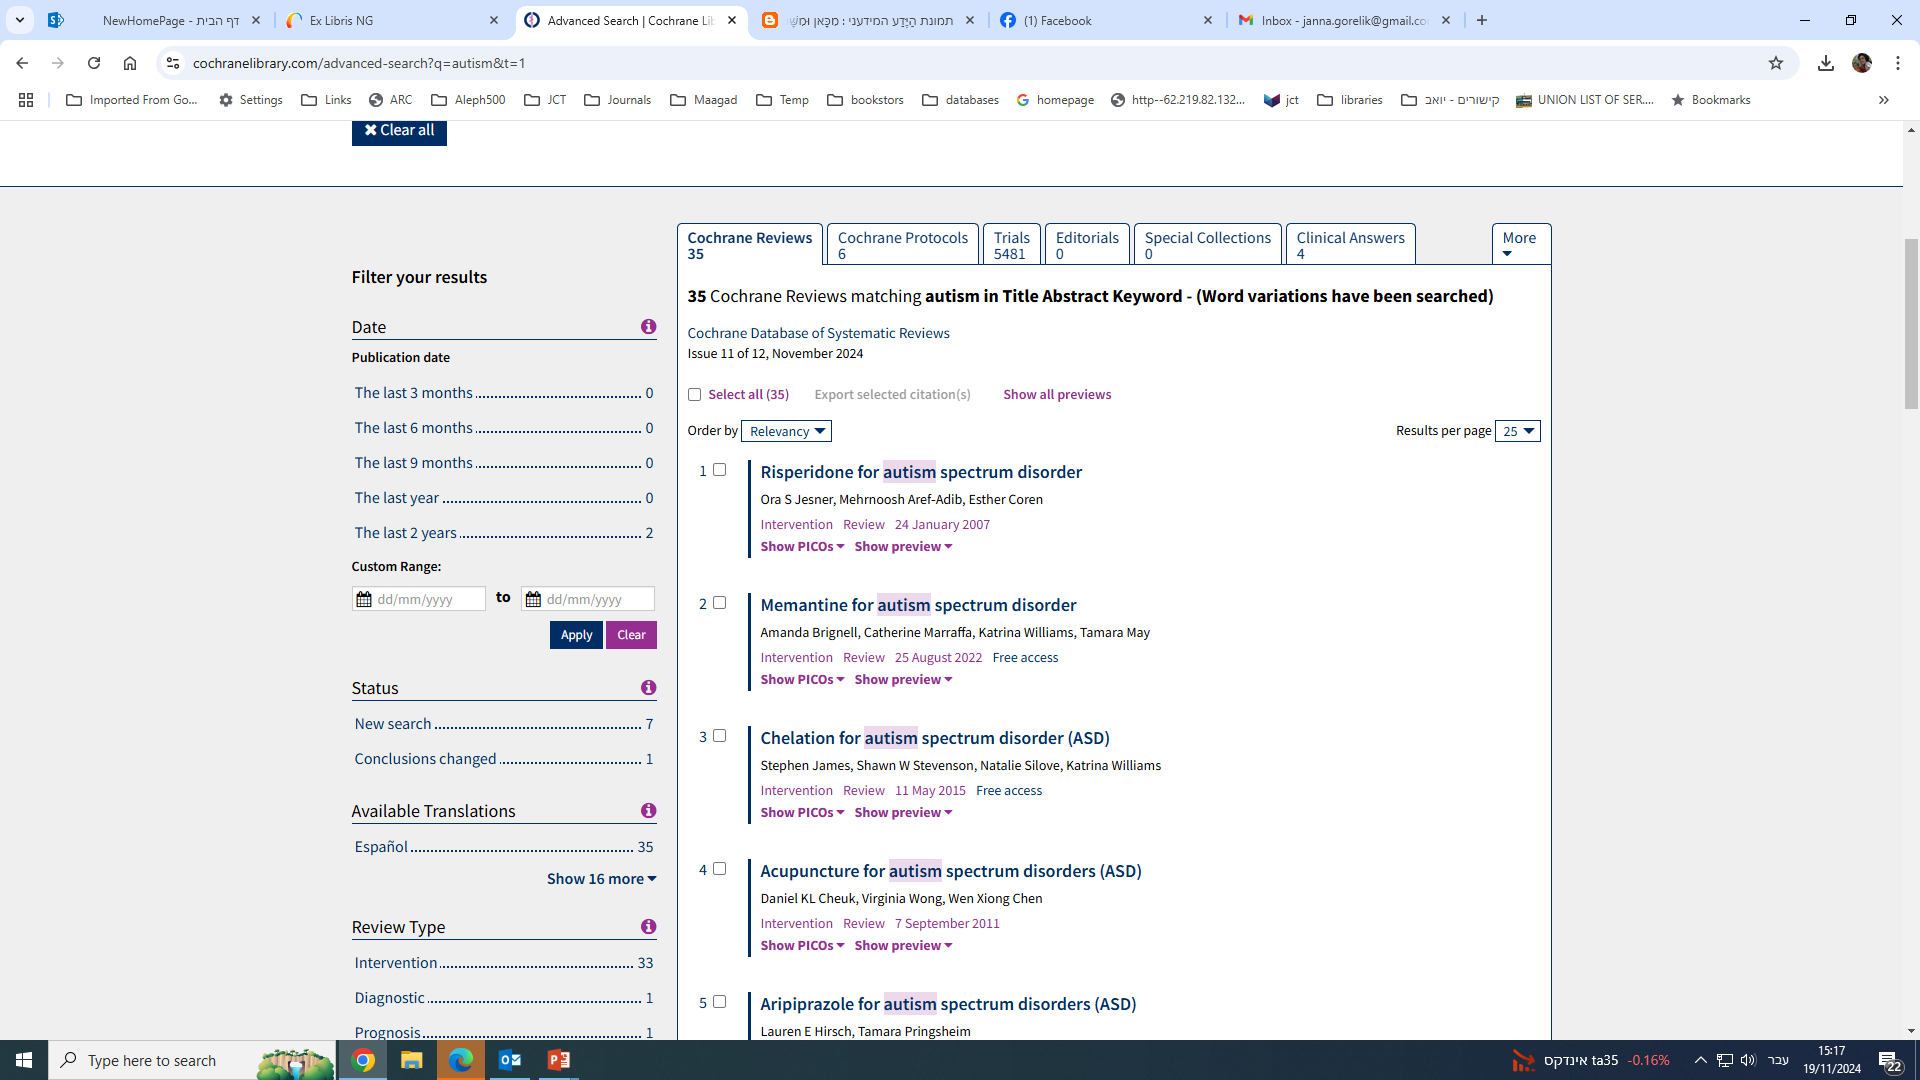 NewHomePage - דף הבית
Ex Libris NG
Advanced Search | Cochrane Lib
תמונת הַיֶּדַע המידעני : מִכָּאן וּמִשָּׁ
(1) Facebook
Inbox - janna.gorelik@gmail.co
cochranelibrary.com/advanced-search?q=autism&t=1
Imported From Go...
Settings
Links
ARC
Aleph500
JCT
Journals
Maagad
Temp
bookstors
databases
homepage
http--62.219.82.132...
jct
libraries
קישורים - יואב
UNION LIST OF SER....
Bookmarks
Clear all
Filter your results
Date
Publication date
The last 3 months 0
The last 6 months 0
The last 9 months 0
The last year 0
The last 2 years 2
Custom Range:
dd/mm/yyyy to dd/mm/yyyy
Apply Clear
Status
New search 7
Conclusions changed 1
Available Translations
Español 35
Show 16 more
Review Type
Intervention 33
Diagnostic 1
Prognosis 1
Cochrane Reviews
35
Cochrane Protocols
6
Trials
5481
Editorials
0
Special Collections
0
Clinical Answers
4
More
35 Cochrane Reviews matching autism in Title Abstract Keyword - (Word variations have been searched)
Cochrane Database of Systematic Reviews
Issue 11 of 12, November 2024
Select all (35) Export selected citation(s) Show all previews
Order by Relevancy Results per page 25
1 Risperidone for autism spectrum disorder
Ora S Jesner, Mehrnoosh Aref-Adib, Esther Coren
Intervention Review 24 January 2007
Show PICOs Show preview
2 Memantine for autism spectrum disorder
Amanda Brignell, Catherine Marraffa, Katrina Williams, Tamara May
Intervention Review 25 August 2022 Free access
Show PICOs Show preview
3 Chelation for autism spectrum disorder (ASD)
Stephen James, Shawn W Stevenson, Natalie Silove, Katrina Williams
Intervention Review 11 May 2015 Free access
Show PICOs Show preview
4 Acupuncture for autism spectrum disorders (ASD)
Daniel KL Cheuk, Virginia Wong, Wen Xiong Chen
Intervention Review 7 September 2011
Show PICOs Show preview
5 Aripiprazole for autism spectrum disorders (ASD)
Lauren E Hirsch, Tamara Pringsheim
Type here to search
אינדקס ta35 -0.16%
עבר
15:17
19/11/2024
22